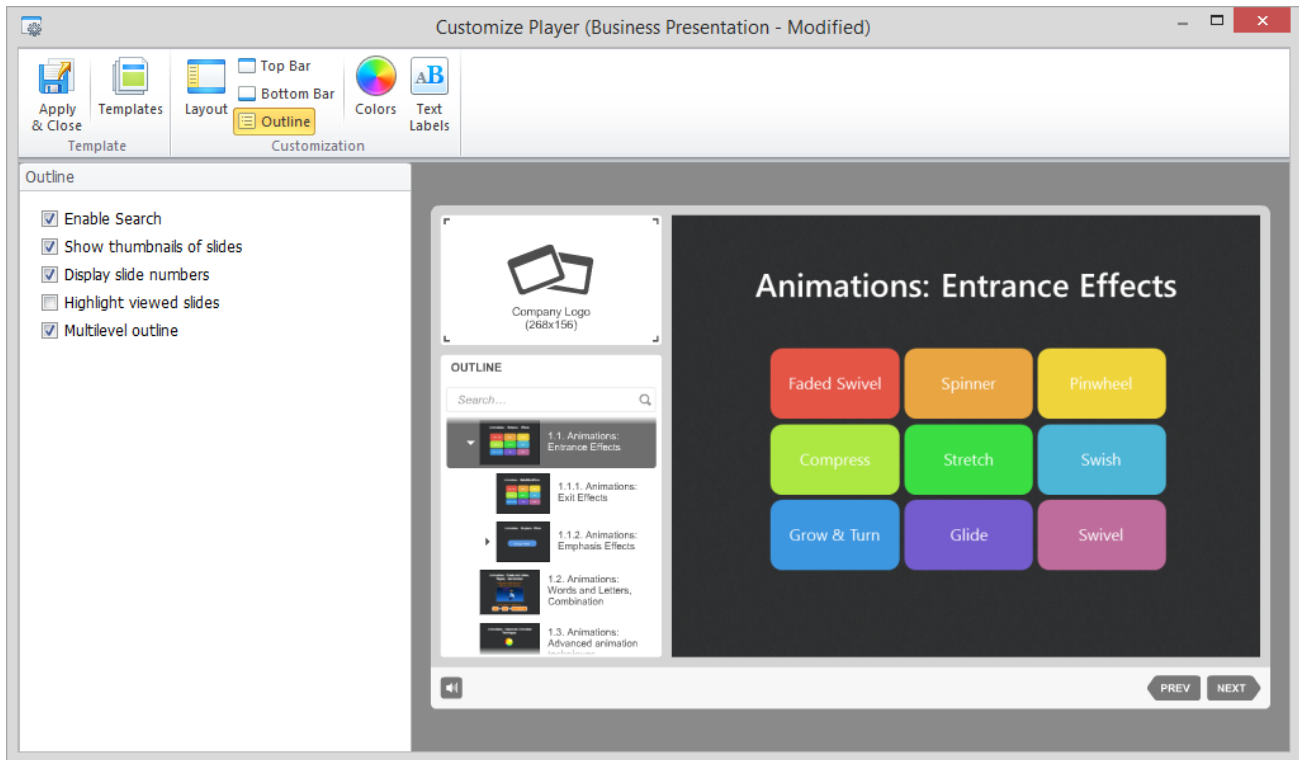 Customize Player (Business Presentation - Modified)
Apply
& Close
Templates
Layout
Top Bar
Bottom Bar
Outline
Colors
AB
Text
Labels
Template
Customization
Outline
Enable Search
Show thumbnails of slides
Display slide numbers
Highlight viewed slides
Multilevel outline
Company Logo
(268x156)
OUTLINE
Search...
1.1. Animations:
Entrance Effects
1.1.1. Animations:
Exit Effects
1.1.2. Animations:
Emphasis Effects
1.2. Animations:
Words and Letters,
Combination
1.3. Animations:
Advanced animation
Animations: Entrance Effects
Faded Swivel
Spinner
Pinwheel
Compress
Stretch
Swish
Grow & Turn
Glide
Swivel
PREV
NEXT